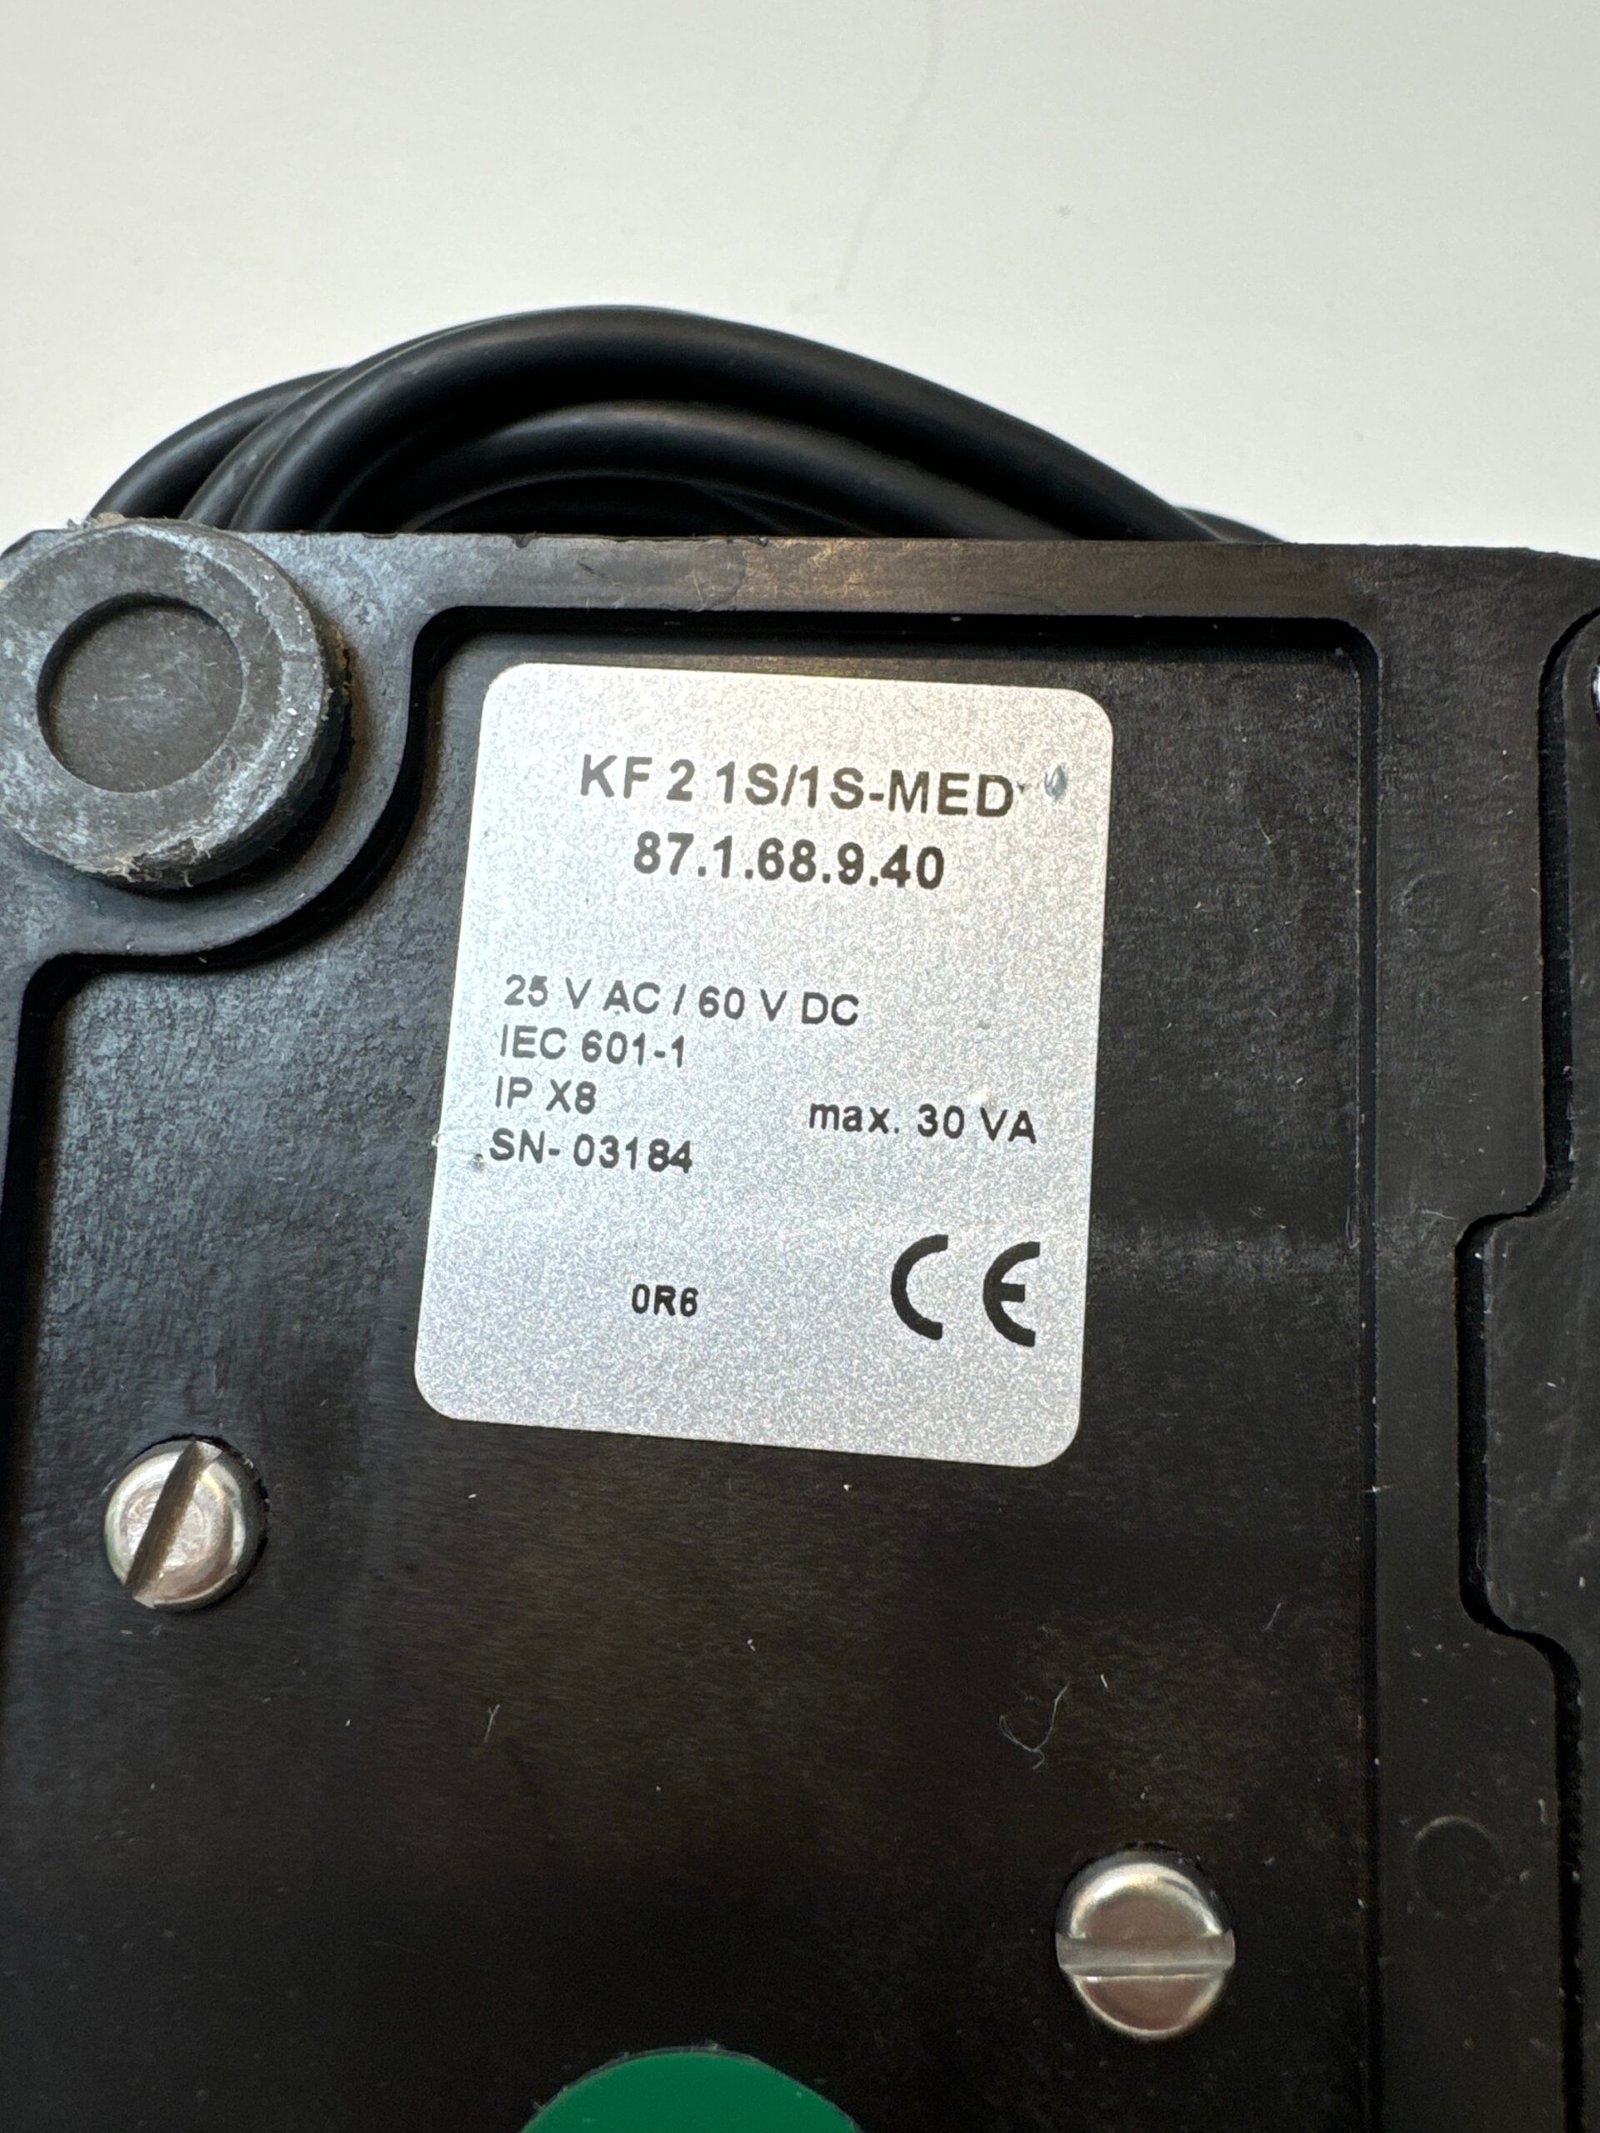 KF 2 1S/1S-MED
87.1.68.9.40
25 V AC / 60 V DC
IEC 601-1
IP X8
max. 30 VA
SN- 03184
0R6
CE